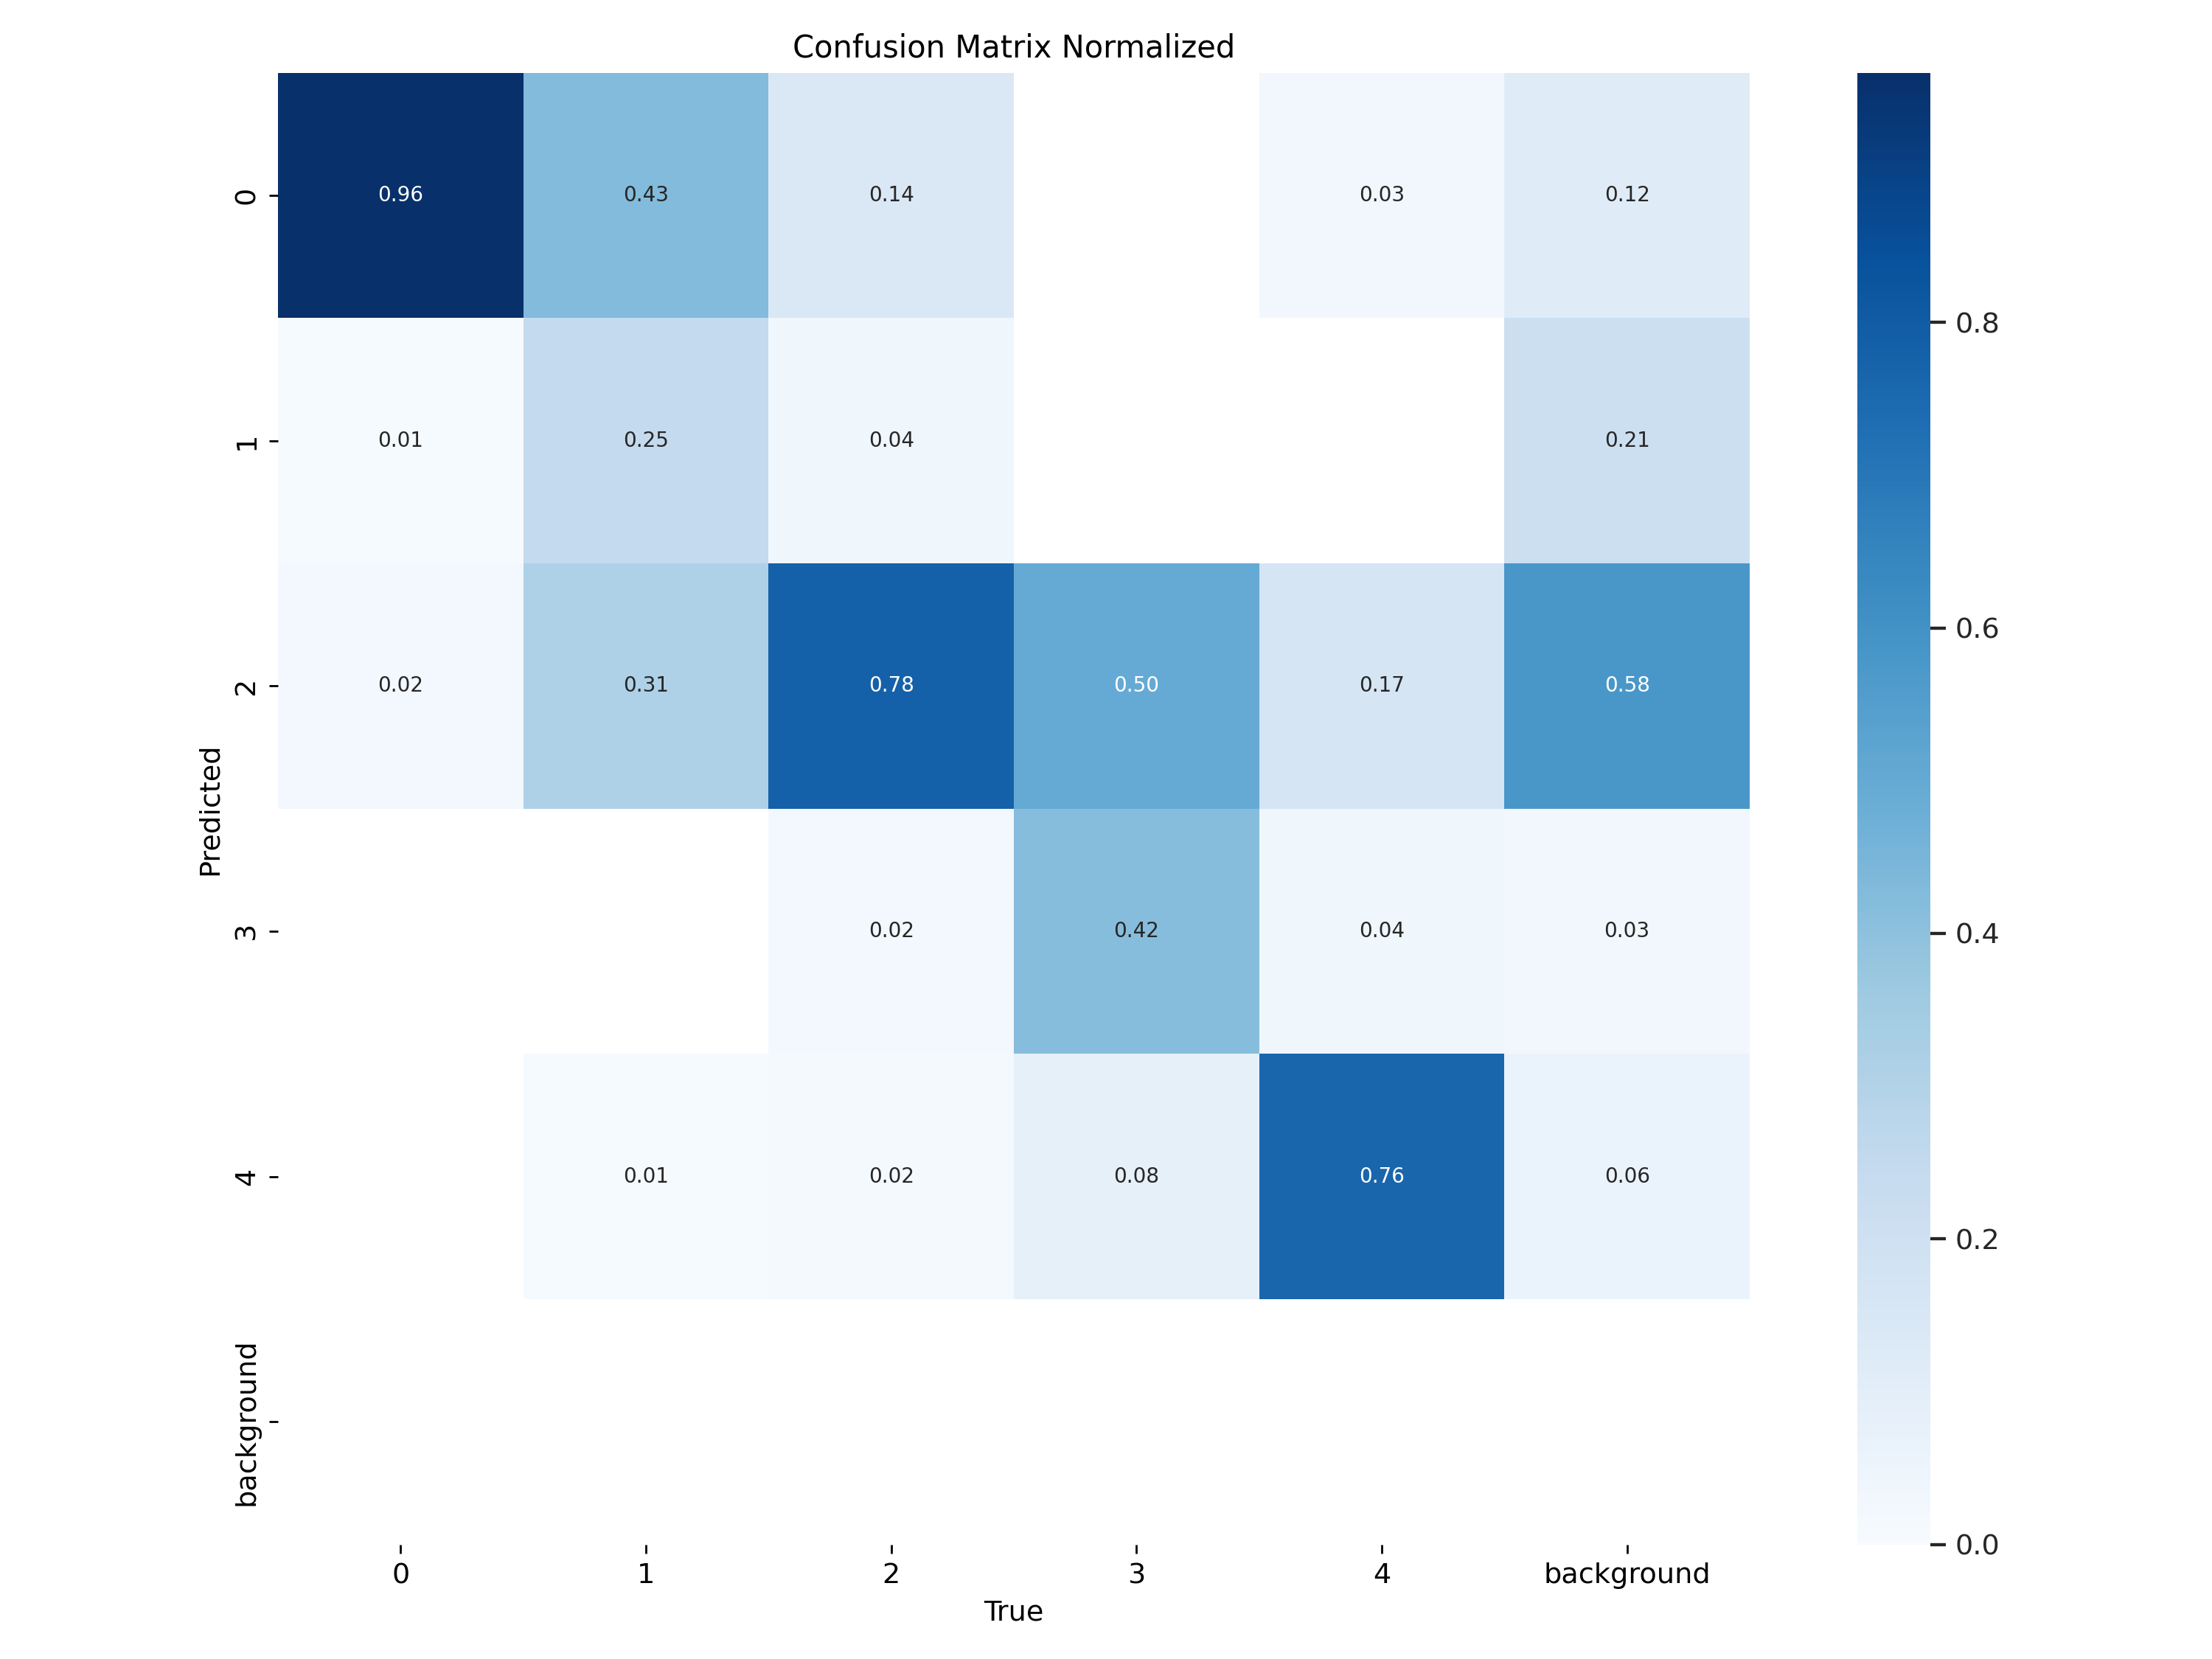 Confusion Matrix Normalized
0 0.96 0.43 0.14 0.03 0.12
1 0.01 0.25 0.04 0.21
2 0.02 0.31 0.78 0.50 0.17 0.58
3 0.02 0.42 0.04 0.03
4 0.01 0.02 0.08 0.76 0.06
background
Predicted
0 1 2 3 4 background
True
0.8
0.6
0.4
0.2
0.0